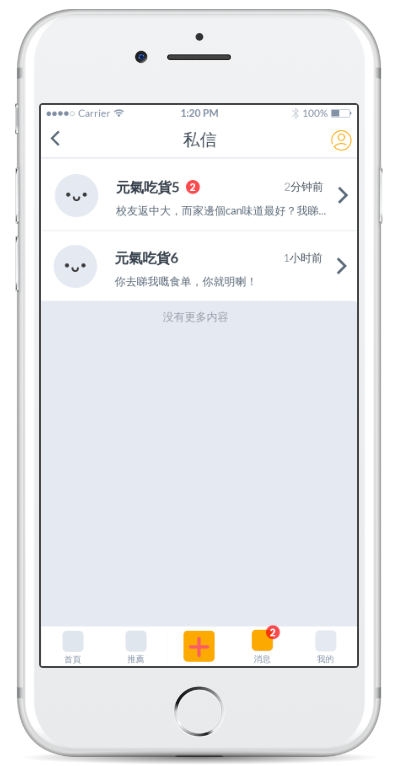 Carrier 1:20 PM 100%
私信
元氣吃貨5 2 2分钟前
校友返中大，而家邊個can味道最好？我睇...
元氣吃貨6 1小时前
你去睇我嘅食单，你就明喇！
没有更多内容
2
首頁 推薦 消息 我的